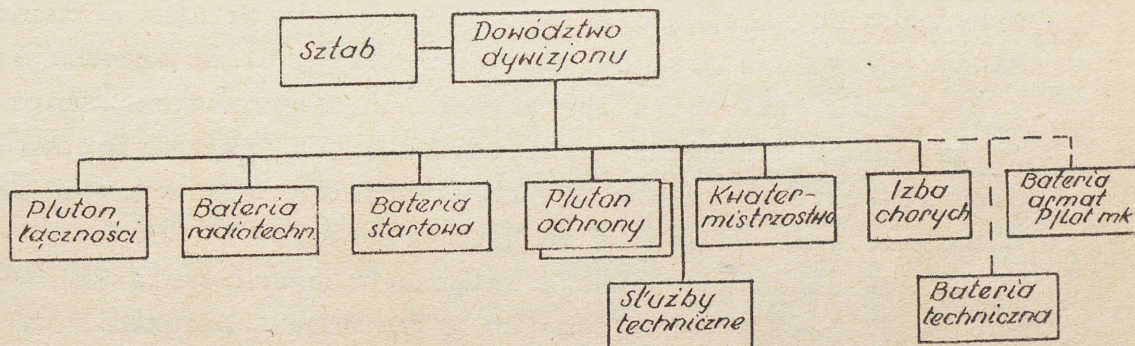 Sztab
Dowództwo
dywizjonu
Pluton
łączności
Bateria
radiotechn.
Bateria
startowa
Pluton
ochrony
Kwater-
mistrzostwo
Izba
chorych
Bateria
armat
P/Lot mk
Służby
techniczne
Bateria
techniczna